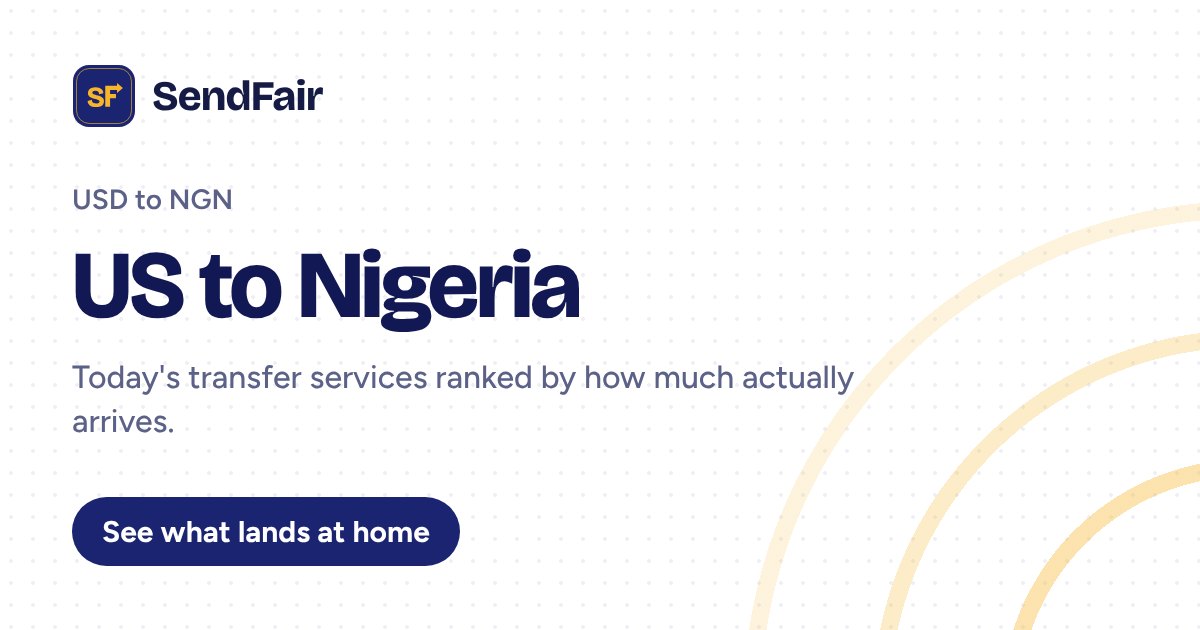 SF
SendFair
USD to NGN
US to Nigeria
Today's transfer services ranked by how much actually
arrives.
See what lands at home